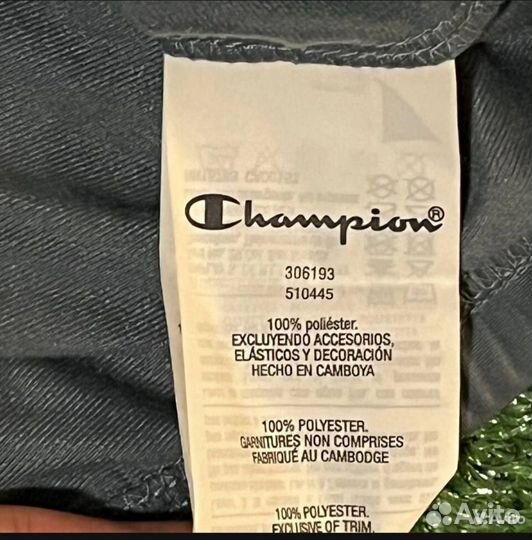 Champion®
306193
510445
100% poliéster.
EXCLUYENDO ACCESORIOS,
ELÁSTICOS Y DECORACIÓN
HECHO EN CAMBOYA
100% POLYESTER.
GARNITURES NON COMPRISES
FABRIQUÉ AU CAMBODGE
100% POLYESTER.
EXCLUSIVE OF TRIM.
Avito